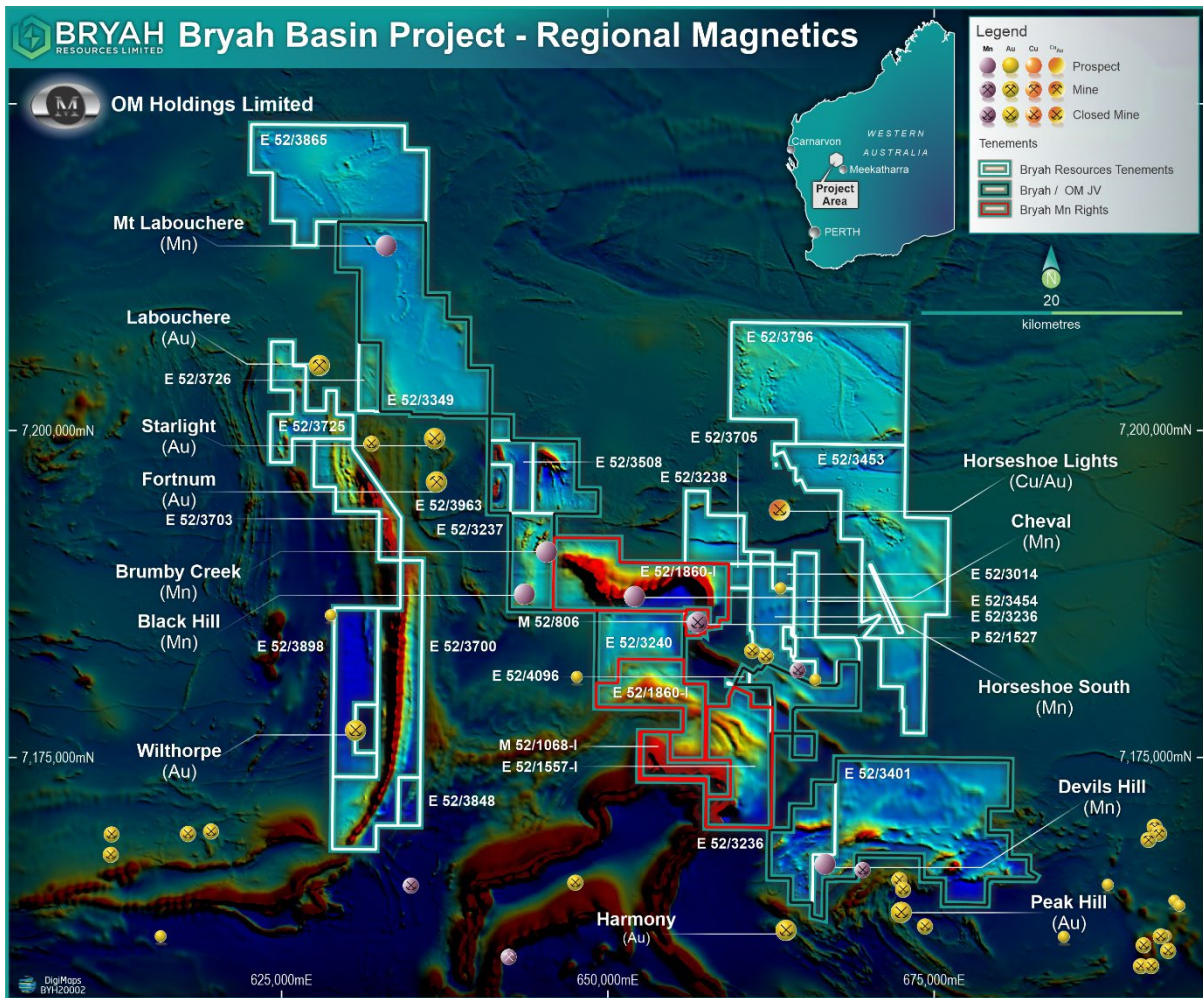 BRYAH
RESOURCES LIMITED
Bryah Basin Project - Regional Magnetics
M
OM Holdings Limited
Legend
Mn Au Cu Cu Au
Prospect
Mine
Closed Mine
Tenements
Bryah Resources Tenements
Bryah / OM JV
Bryah Mn Rights
WESTERN
AUSTRALIA
Carnarvon
Meekatharra
Project
Area
PERTH
N
20
kilometres
E 52/3865
Mt Labouchere
(Mn)
Labouchere
(Au)
E 52/3726
E 52/3349
E 52/3796
7,200,000mN
Starlight
(Au)
E 52/3725
E 52/3705
7,200,000mN
E 52/3508
E 52/3453
Horseshoe Lights
(Cu/Au)
Fortnum
(Au)
E 52/3963
E 52/3238
E 52/3703
E 52/3237
Cheval
(Mn)
Brumby Creek
(Mn)
E 52/1860-I
E 52/3014
E 52/3454
E 52/3236
P 52/1527
Black Hill
(Mn)
M 52/806
E 52/3898
E 52/3700
E 52/3240
E 52/4096
E 52/1860-I
Horseshoe South
(Mn)
Wilthorpe
(Au)
M 52/1068-I
E 52/1557-I
7,175,000mN
7,175,000mN
E 52/3401
E 52/3848
Devils Hill
(Mn)
E 52/3236
Harmony
(Au)
Peak Hill
(Au)
DigiMaps
BYH20002
625,000mE
650,000mE
675,000mE